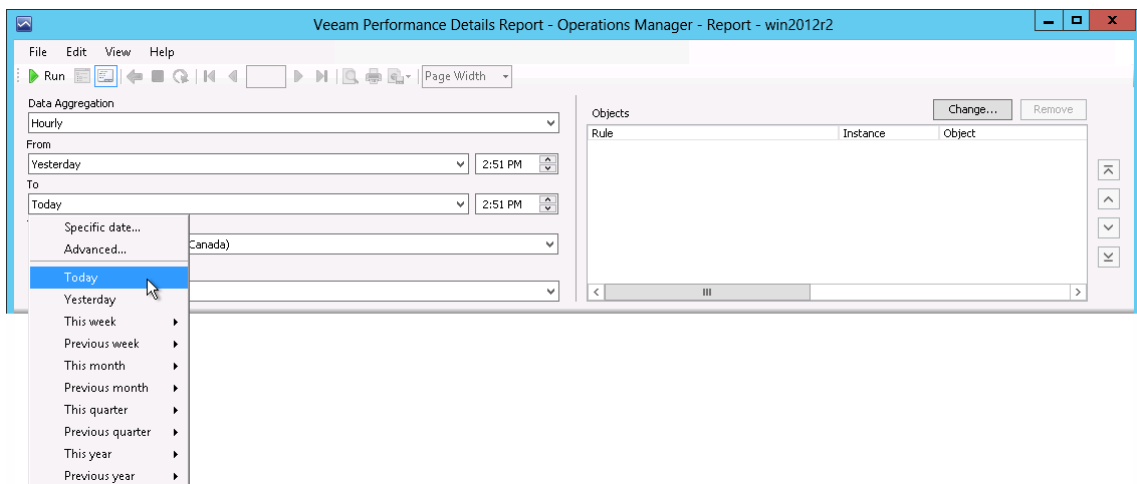 Veeam Performance Details Report - Operations Manager - Report - win2012r2
File Edit View Help
Run Page Width
Data Aggregation
Hourly
From
Yesterday 2:51 PM
To
Today 2:51 PM
Canada)
Specific date...
Advanced...
Today
Yesterday
This week
Previous week
This month
Previous month
This quarter
Previous quarter
This year
Previous year
Objects Change... Remove
Rule Instance Object